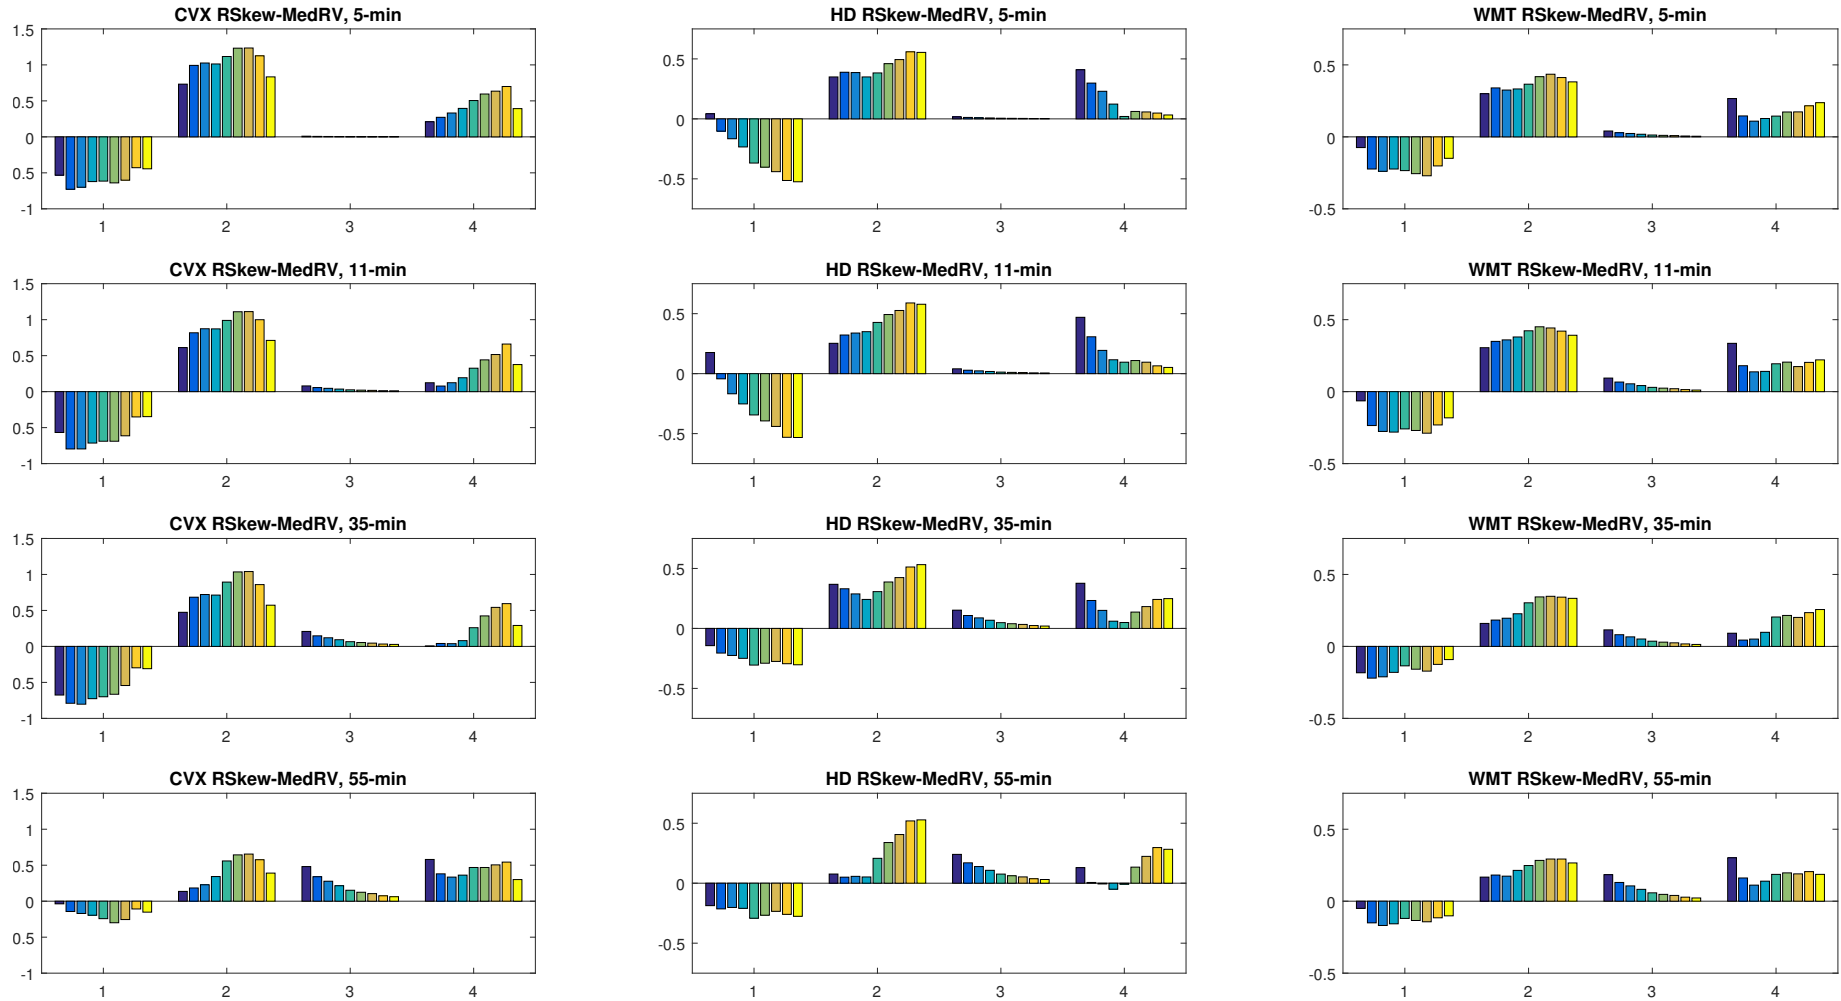 CVX RSkew-MedRV, 5-min
1.5
1
0.5
0
0.5
-1
1 2 3 4
HD RSkew-MedRV, 5-min
0.5
0
-0.5
1 2 3 4
WMT RSkew-MedRV, 5-min
0.5
0
-0.5
1 2 3 4
CVX RSkew-MedRV, 11-min
1.5
1
0.5
0
0.5
-1
1 2 3 4
HD RSkew-MedRV, 11-min
0.5
0
-0.5
1 2 3 4
WMT RSkew-MedRV, 11-min
0.5
0
-0.5
1 2 3 4
CVX RSkew-MedRV, 35-min
1.5
1
0.5
0
0.5
-1
1 2 3 4
HD RSkew-MedRV, 35-min
0.5
0
-0.5
1 2 3 4
WMT RSkew-MedRV, 35-min
0.5
0
-0.5
1 2 3 4
CVX RSkew-MedRV, 55-min
1.5
1
0.5
0
0.5
-1
1 2 3 4
HD RSkew-MedRV, 55-min
0.5
0
-0.5
1 2 3 4
WMT RSkew-MedRV, 55-min
0.5
0
-0.5
1 2 3 4